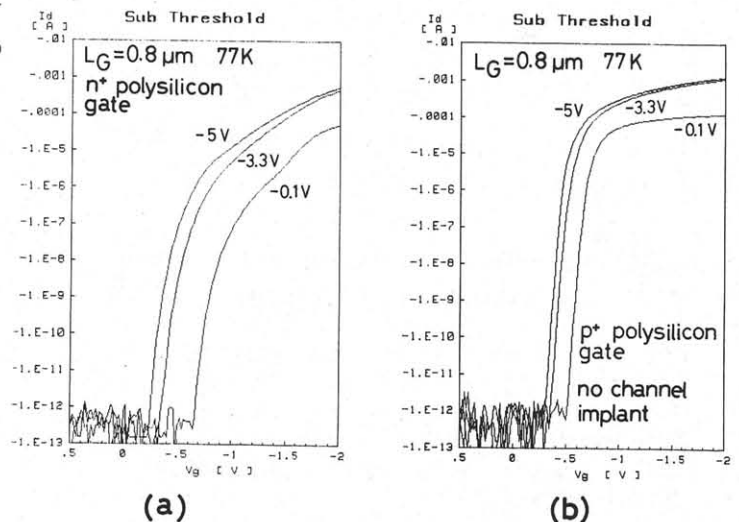 Sub Threshold
Id
[ A ]
-.01
-.001
-.0001
-1.E-5
-1.E-6
-1.E-7
-1.E-8
-1.E-9
-1.E-10
-1.E-11
-1.E-12
-1.E-13
LG=0.8 μm 77K
n+ polysilicon
gate
-5 V
-3.3V
-0.1V
.5 0 -.5 -1 -1.5 -2
Vg [ V ]
(a)
Sub Threshold
Id
[ A ]
-.01
-.001
-.0001
-1.E-5
-1.E-6
-1.E-7
-1.E-8
-1.E-9
-1.E-10
-1.E-11
-1.E-12
-1.E-13
LG=0.8 μm 77K
-5V
-3.3V
-0.1V
p+ polysilicon
gate
no channel
implant
.5 0 -.5 -1 -1.5 -2
Vg [ V ]
(b)